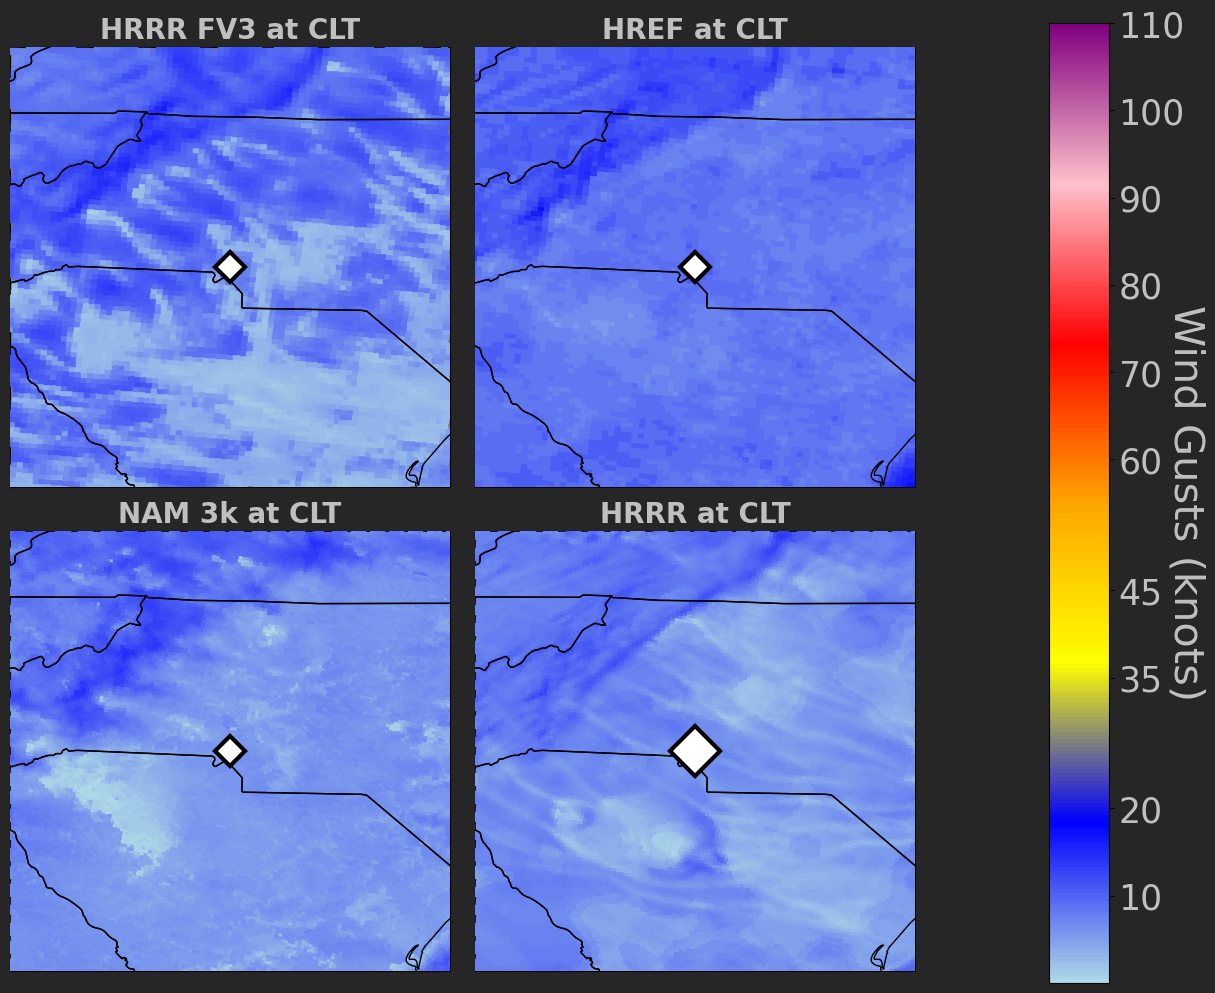 HRRR FV3 at CLT
HREF at CLT
NAM 3k at CLT
HRRR at CLT
110
100
90
80
70
60
45
35
20
10
Wind Gusts (knots)